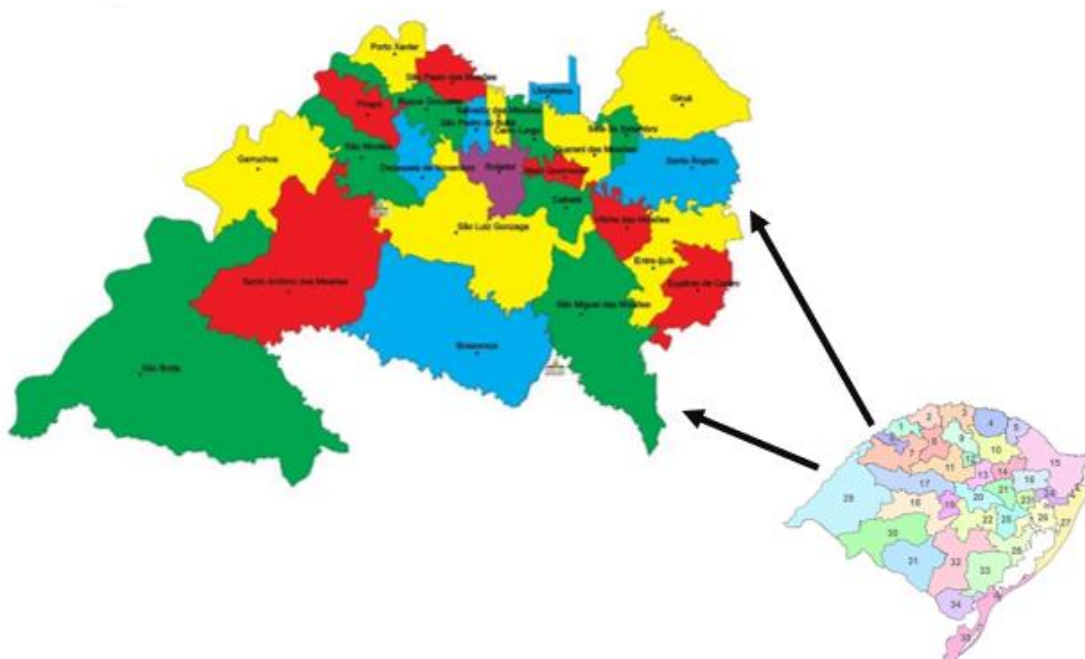 Porto Xavier
São Paulo das Missões
Ubiretama
Giruá
Pirapó
Roque Gonzales
Salvador das Missões
São Pedro do Butiá
Cerro Largo
Sete de Setembro
São Nicolau
Guarani das Missões
Garruchos
Dezesseis de Novembro
Rolador
Mato Queimado
Santo Ângelo
Caibaté
Vitória das Missões
São Luiz Gonzaga
Entre-Ijuís
Santo Antônio das Missões
Eugênio de Castro
São Miguel das Missões
Bossoroca
São Borja
1
2
3
4
5
7
8
9
10
11
12
13
14
15
16
17
18
19
20
21
22
23
24
25
26
27
28
29
30
31
32
33
34
35